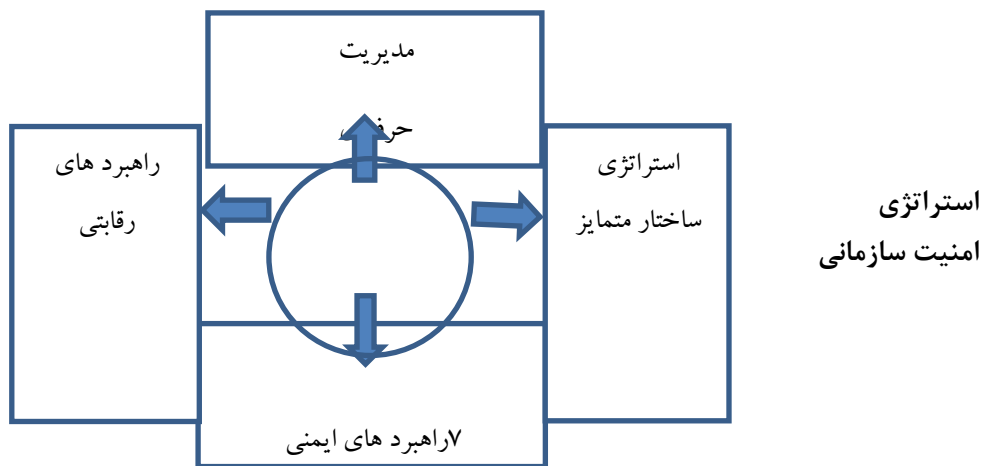 مدیریت
استراتژی
ساختار متمایز
راهبرد های
رقابتی
۷راهبرد های ایمنی
استراتژی
امنیت سازمانی